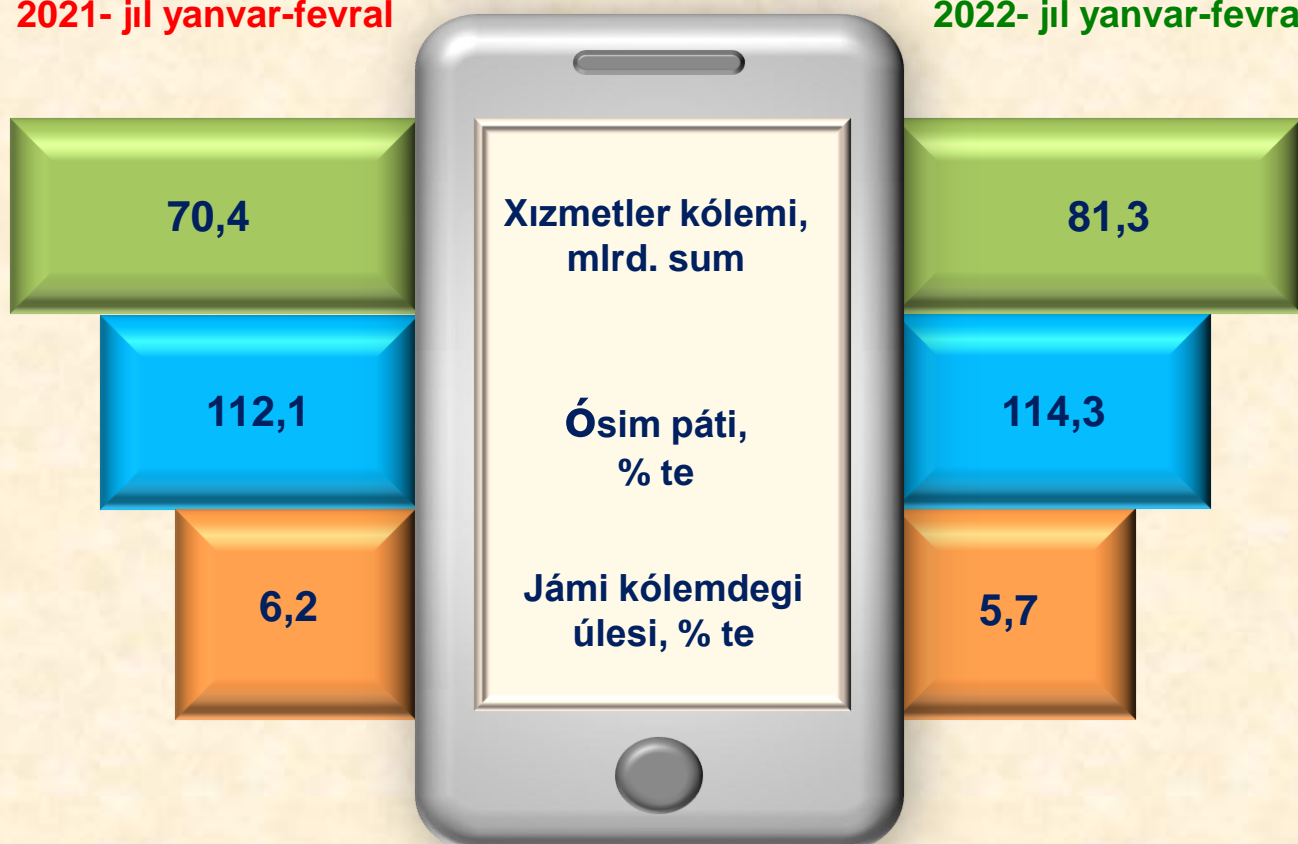 2021- jıl yanvar-fevral
2022- jıl yanvar-fevra
70,4
Xızmetler kólemi,
mlrd. sum
81,3
112,1
Ósim páti,
% te
114,3
6,2
Jámi kólemdegi
úlesi, % te
5,7